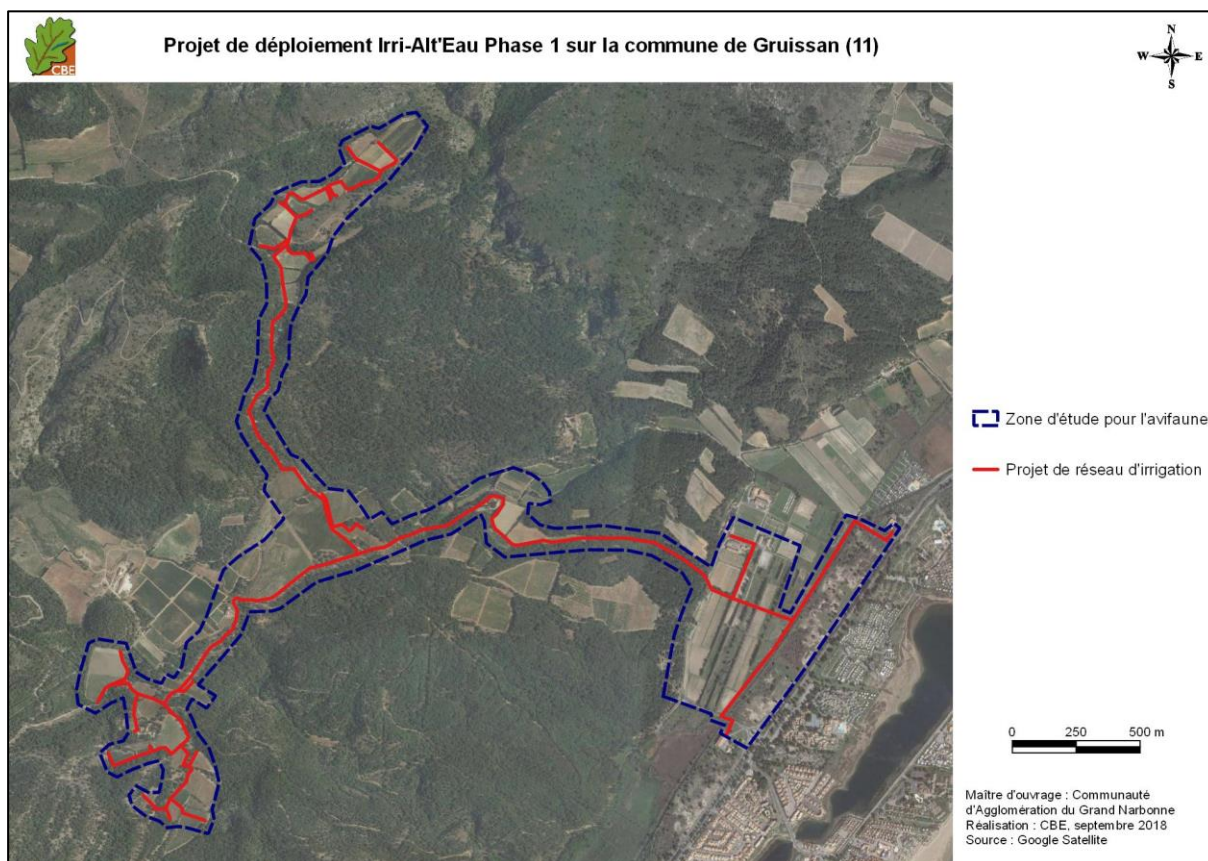 CBE
Projet de déploiement Irri-Alt'Eau Phase 1 sur la commune de Gruissan (11)
N
W E
S
Zone d'étude pour l'avifaune
Projet de réseau d'irrigation
0 250 500 m
Maître d'ouvrage : Communauté
d'Agglomération du Grand Narbonne
Réalisation : CBE, septembre 2018
Source : Google Satellite